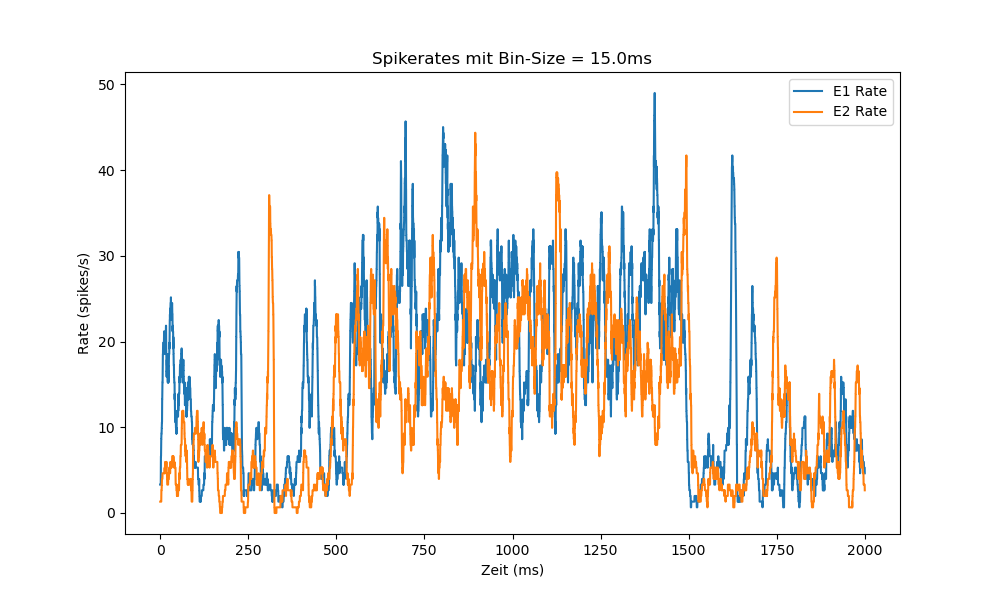 Spikerates mit Bin-Size = 15.0ms
E1 Rate
E2 Rate
Rate (spikes/s)
50
40
30
20
10
0
0 250 500 750 1000 1250 1500 1750 2000
Zeit (ms)